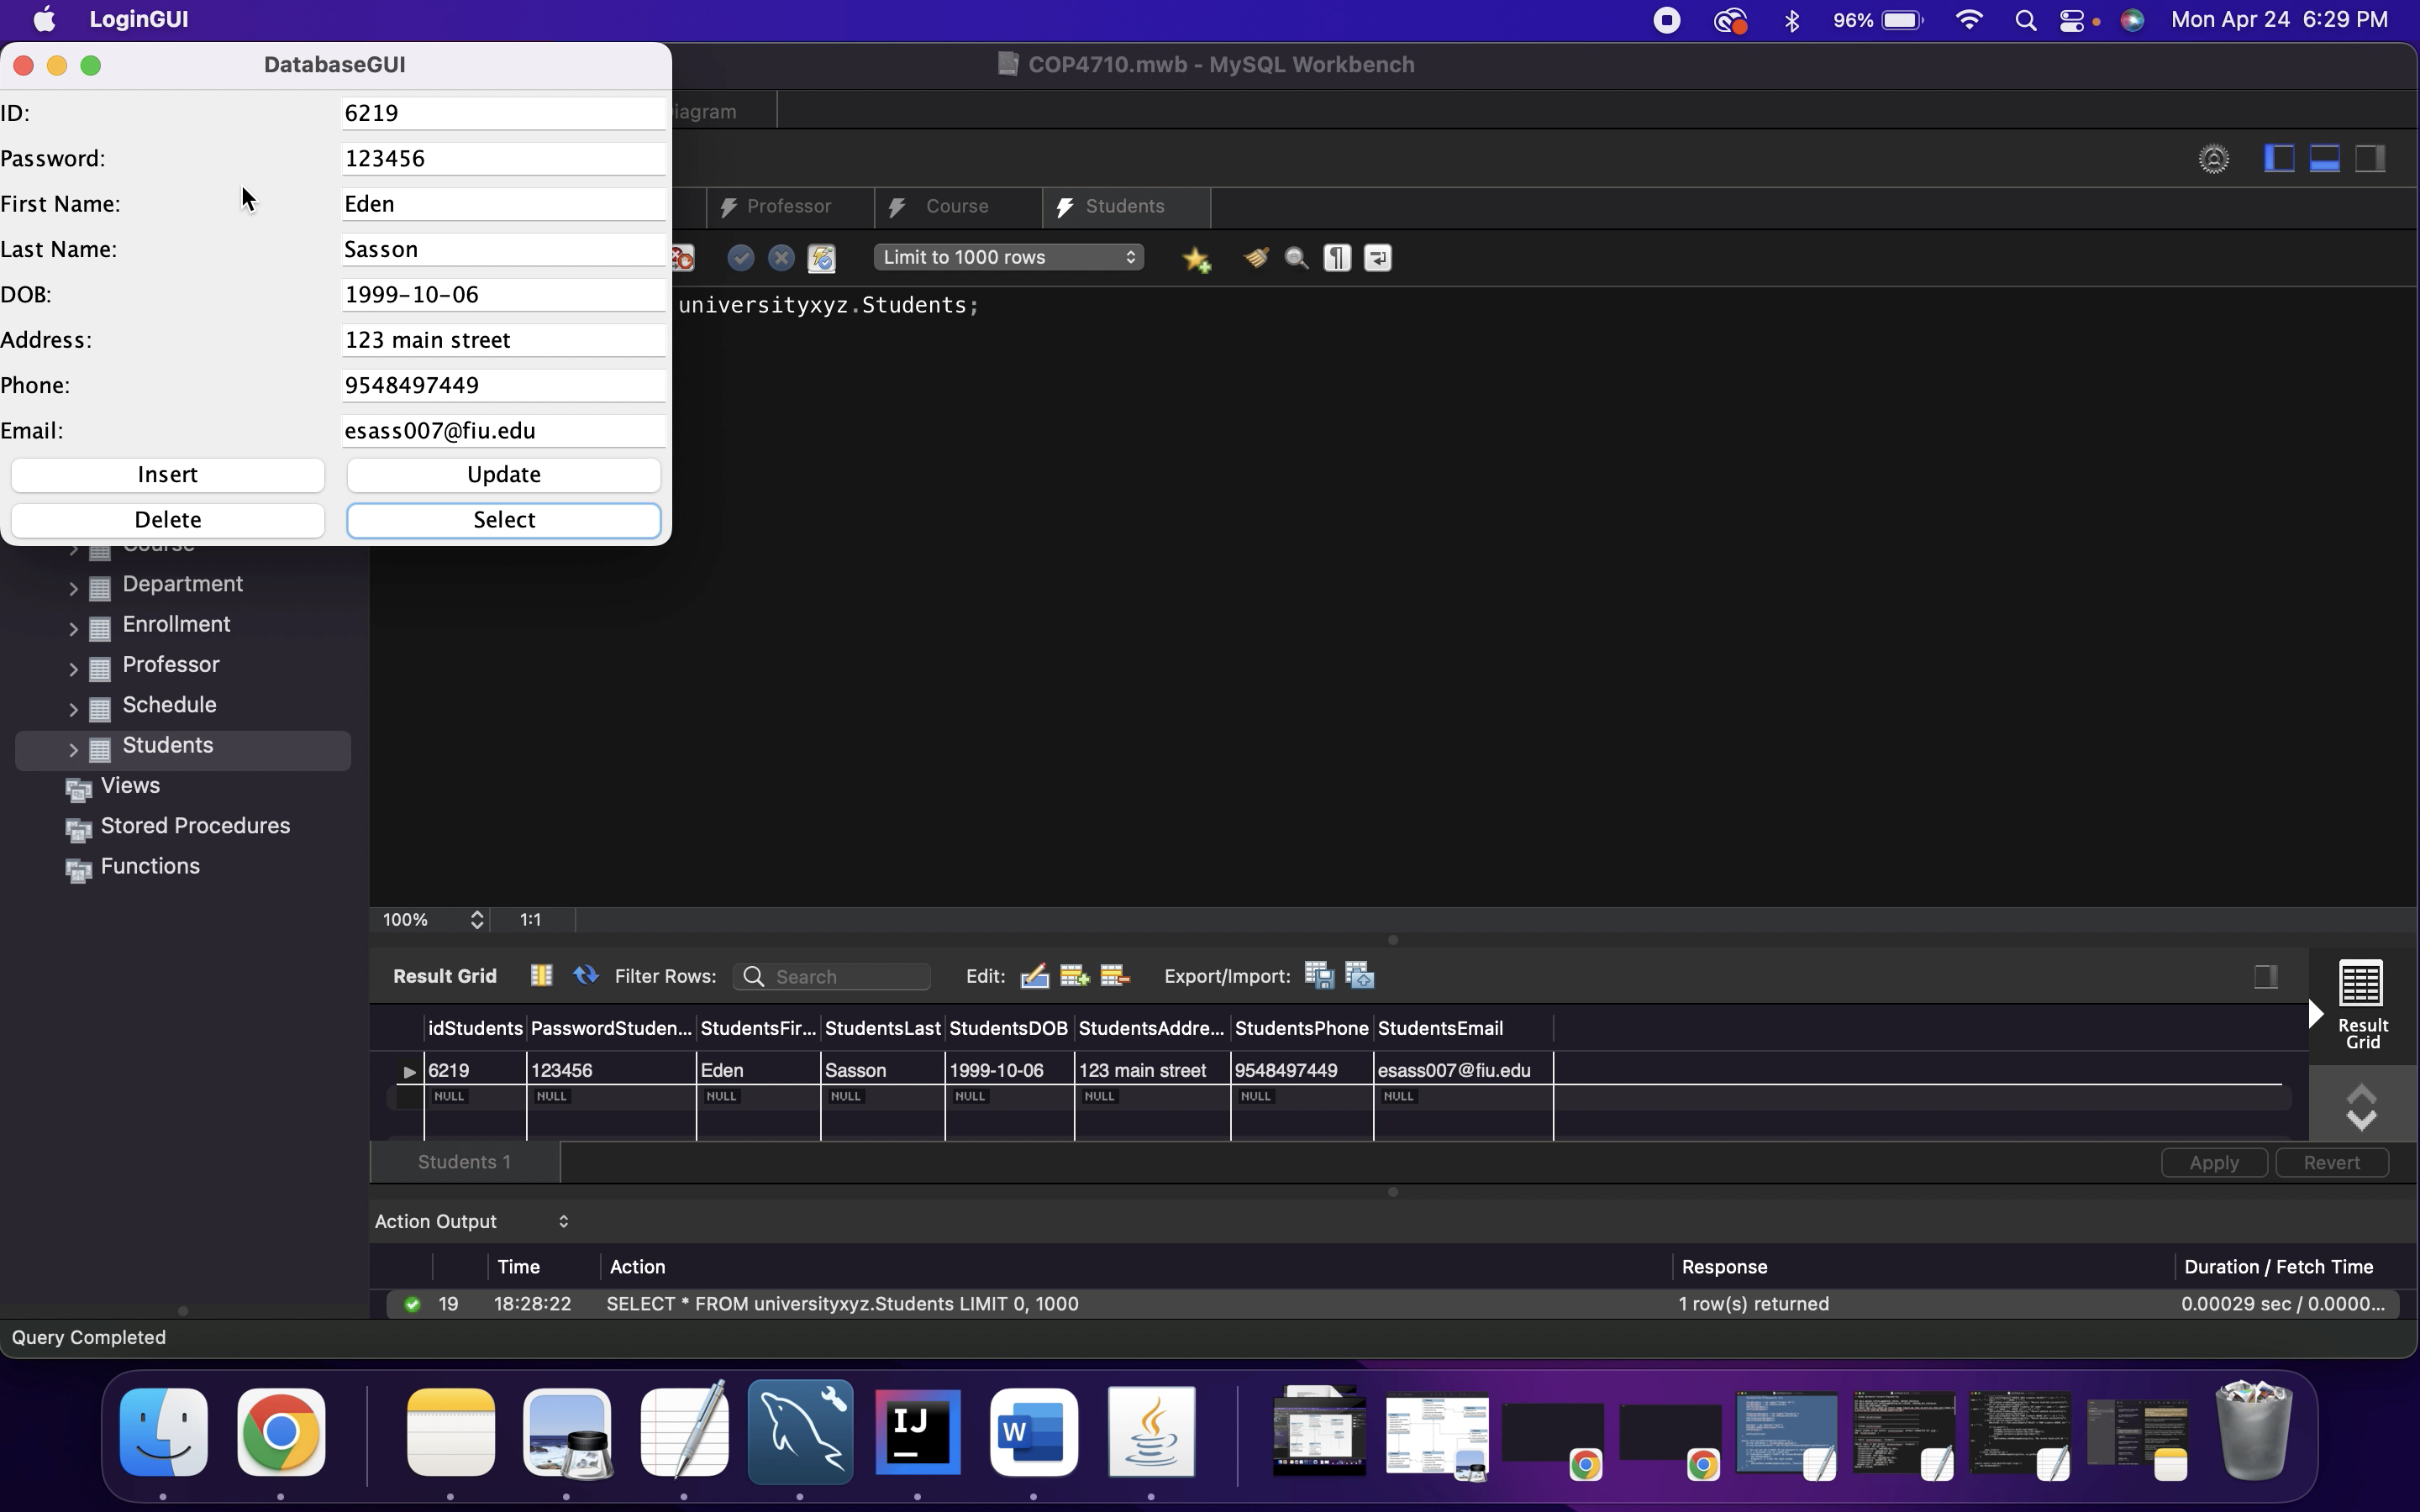 LoginGUI
96%
Mon Apr 24 6:29 PM
DatabaseGUI
COP4710.mwb - MySQL Workbench
ID:
6219
iagram
Password:
123456
First Name:
Eden
Professor
Course
Students
Last Name:
Sasson
Limit to 1000 rows
DOB:
1999-10-06
universityxyz.Students;
Address:
123 main street
Phone:
9548497449
Email:
esass007@fiu.edu
Insert
Update
Delete
Select
Course
Department
Enrollment
Professor
Schedule
Students
Views
Stored Procedures
Functions
100%
1:1
Result Grid
Filter Rows:
Search
Edit:
Export/Import:
Result
Grid
idStudents PasswordStuden... StudentsFir... StudentsLast StudentsDOB StudentsAddre... StudentsPhone StudentsEmail
6219 123456 Eden Sasson 1999-10-06 123 main street 9548497449 esass007@fiu.edu
NULL NULL NULL NULL NULL NULL NULL NULL
Students 1
Apply
Revert
Action Output
Time Action Response Duration / Fetch Time
19 18:28:22 SELECT * FROM universityxyz.Students LIMIT 0, 1000 1 row(s) returned 0.00029 sec / 0.0000...
Query Completed
IJ
W